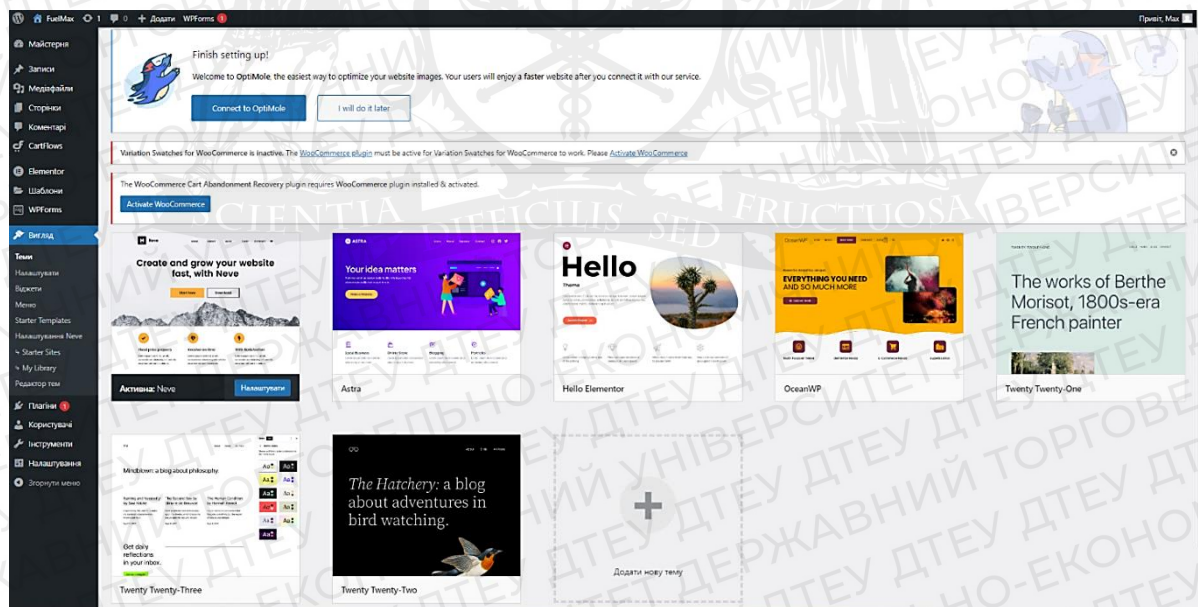 FuelMax 1 0 + Додати WPForms 1
Привіт, Max
Майстерня
Записи
Медіафайли
Сторінки
Коментарі
CartFlows
Elementor
Шаблони
WPForms
Вигляд
Теми
Налаштувати
Віджети
Меню
Starter Templates
Налаштування Neve
↳ Starter Sites
↳ My Library
Редактор тем
Плагіни 1
Користувачі
Інструменти
Налаштування
Згорнути меню
Finish setting up!
Welcome to OptiMole, the easiest way to optimize your website images. Your users will enjoy a faster website after you connect it with our service.
Connect to OptiMole
I will do it later
Variation Swatches for WooCommerce is inactive. The WooCommerce plugin must be active for Variation Swatches for WooCommerce to work. Please Activate WooCommerce
The WooCommerce Cart Abandonment Recovery plugin requires WooCommerce plugin installed & activated.
Activate WooCommerce
SCIENTIA DIFFICILIS SED FRUCTUOSA
Neve
Create and grow your website
fast, with Neve
Активна: Neve
Налаштувати
ASTRA
Your idea matters
Astra
Hello
Theme
Hello Elementor
OceanWP
EVERYTHING YOU NEED
AND SO MUCH MORE
OceanWP
The works of Berthe
Morisot, 1800s-era
French painter
Twenty Twenty-One
Mindblown: a blog about philosophy.
Get daily
reflections
in your inbox.
Twenty Twenty-Three
The Hatchery: a blog
about adventures in
bird watching.
Twenty Twenty-Two
+
Додати нову тему